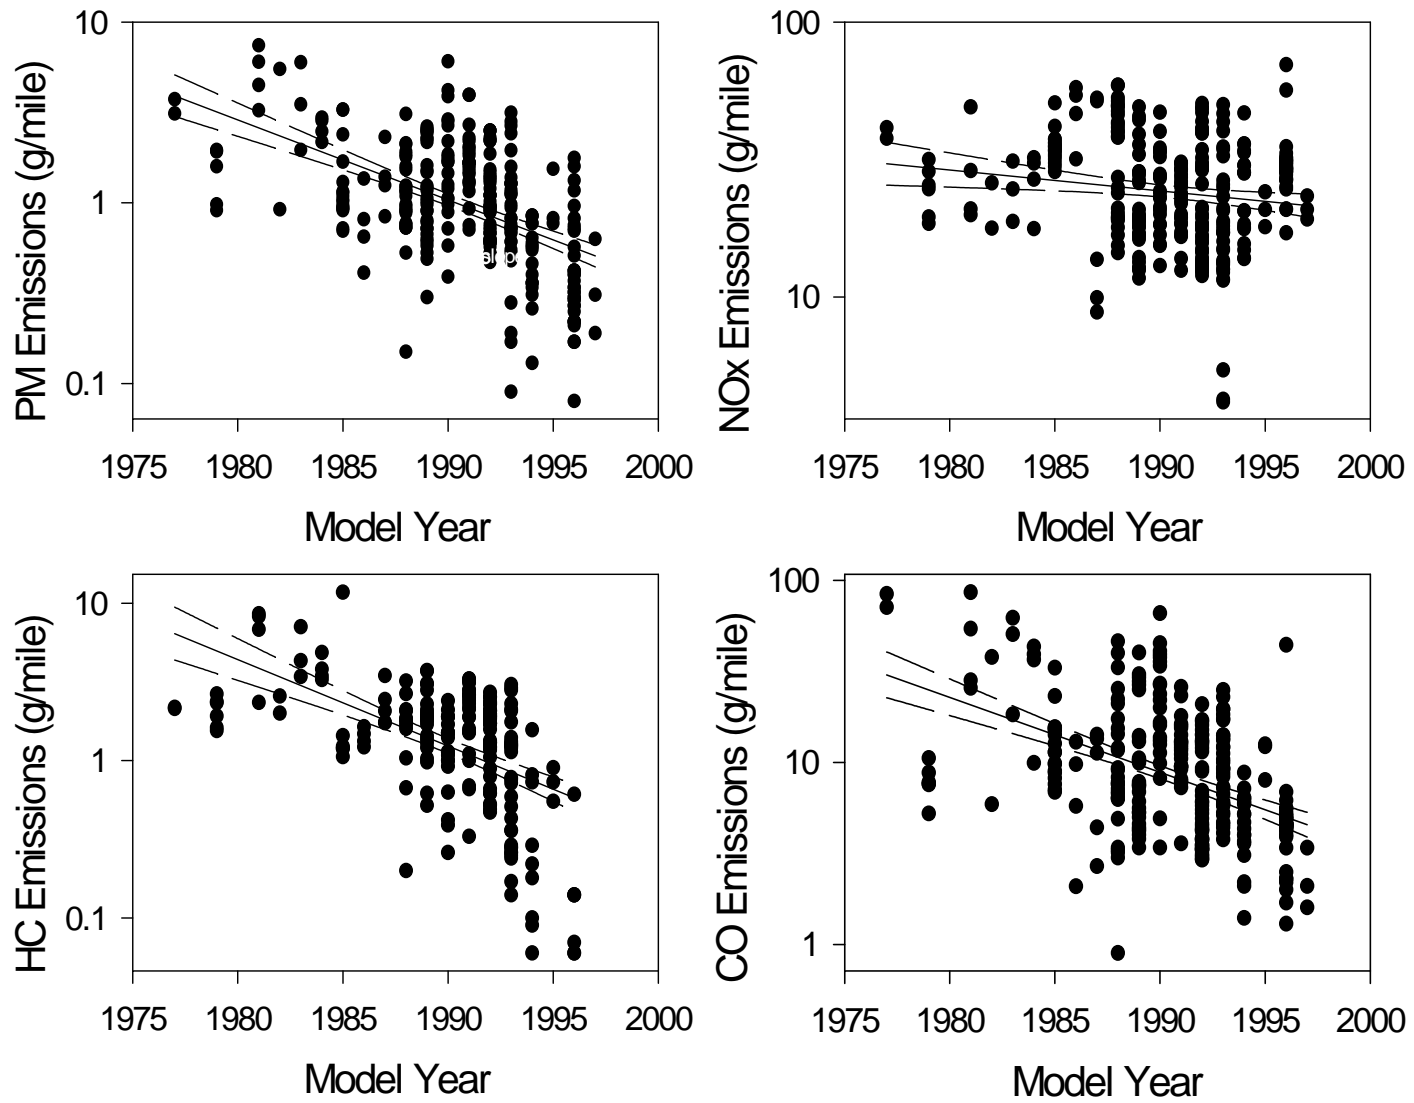 10
1
0.1
PM Emissions (g/mile)
1975 1980 1985 1990 1995 2000
Model Year
100
10
NOx Emissions (g/mile)
1975 1980 1985 1990 1995 2000
Model Year
10
1
0.1
HC Emissions (g/mile)
1975 1980 1985 1990 1995 2000
Model Year
100
10
1
CO Emissions (g/mile)
1975 1980 1985 1990 1995 2000
Model Year